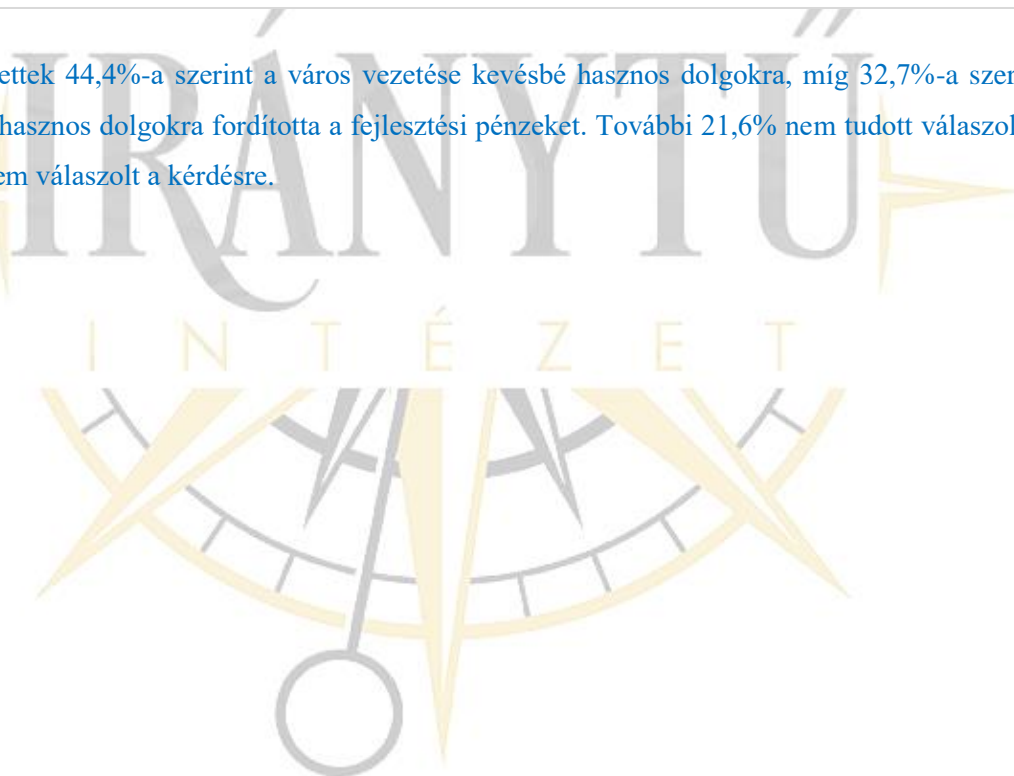 ettek 44,4%-a szerint a város vezetése kevésbé hasznos dolgokra, míg 32,7%-a szer
hasznos dolgokra fordította a fejlesztési pénzeket. További 21,6% nem tudott válaszol
em válaszolt a kérdésre.
IRÁNYTŰ
INTÉZET